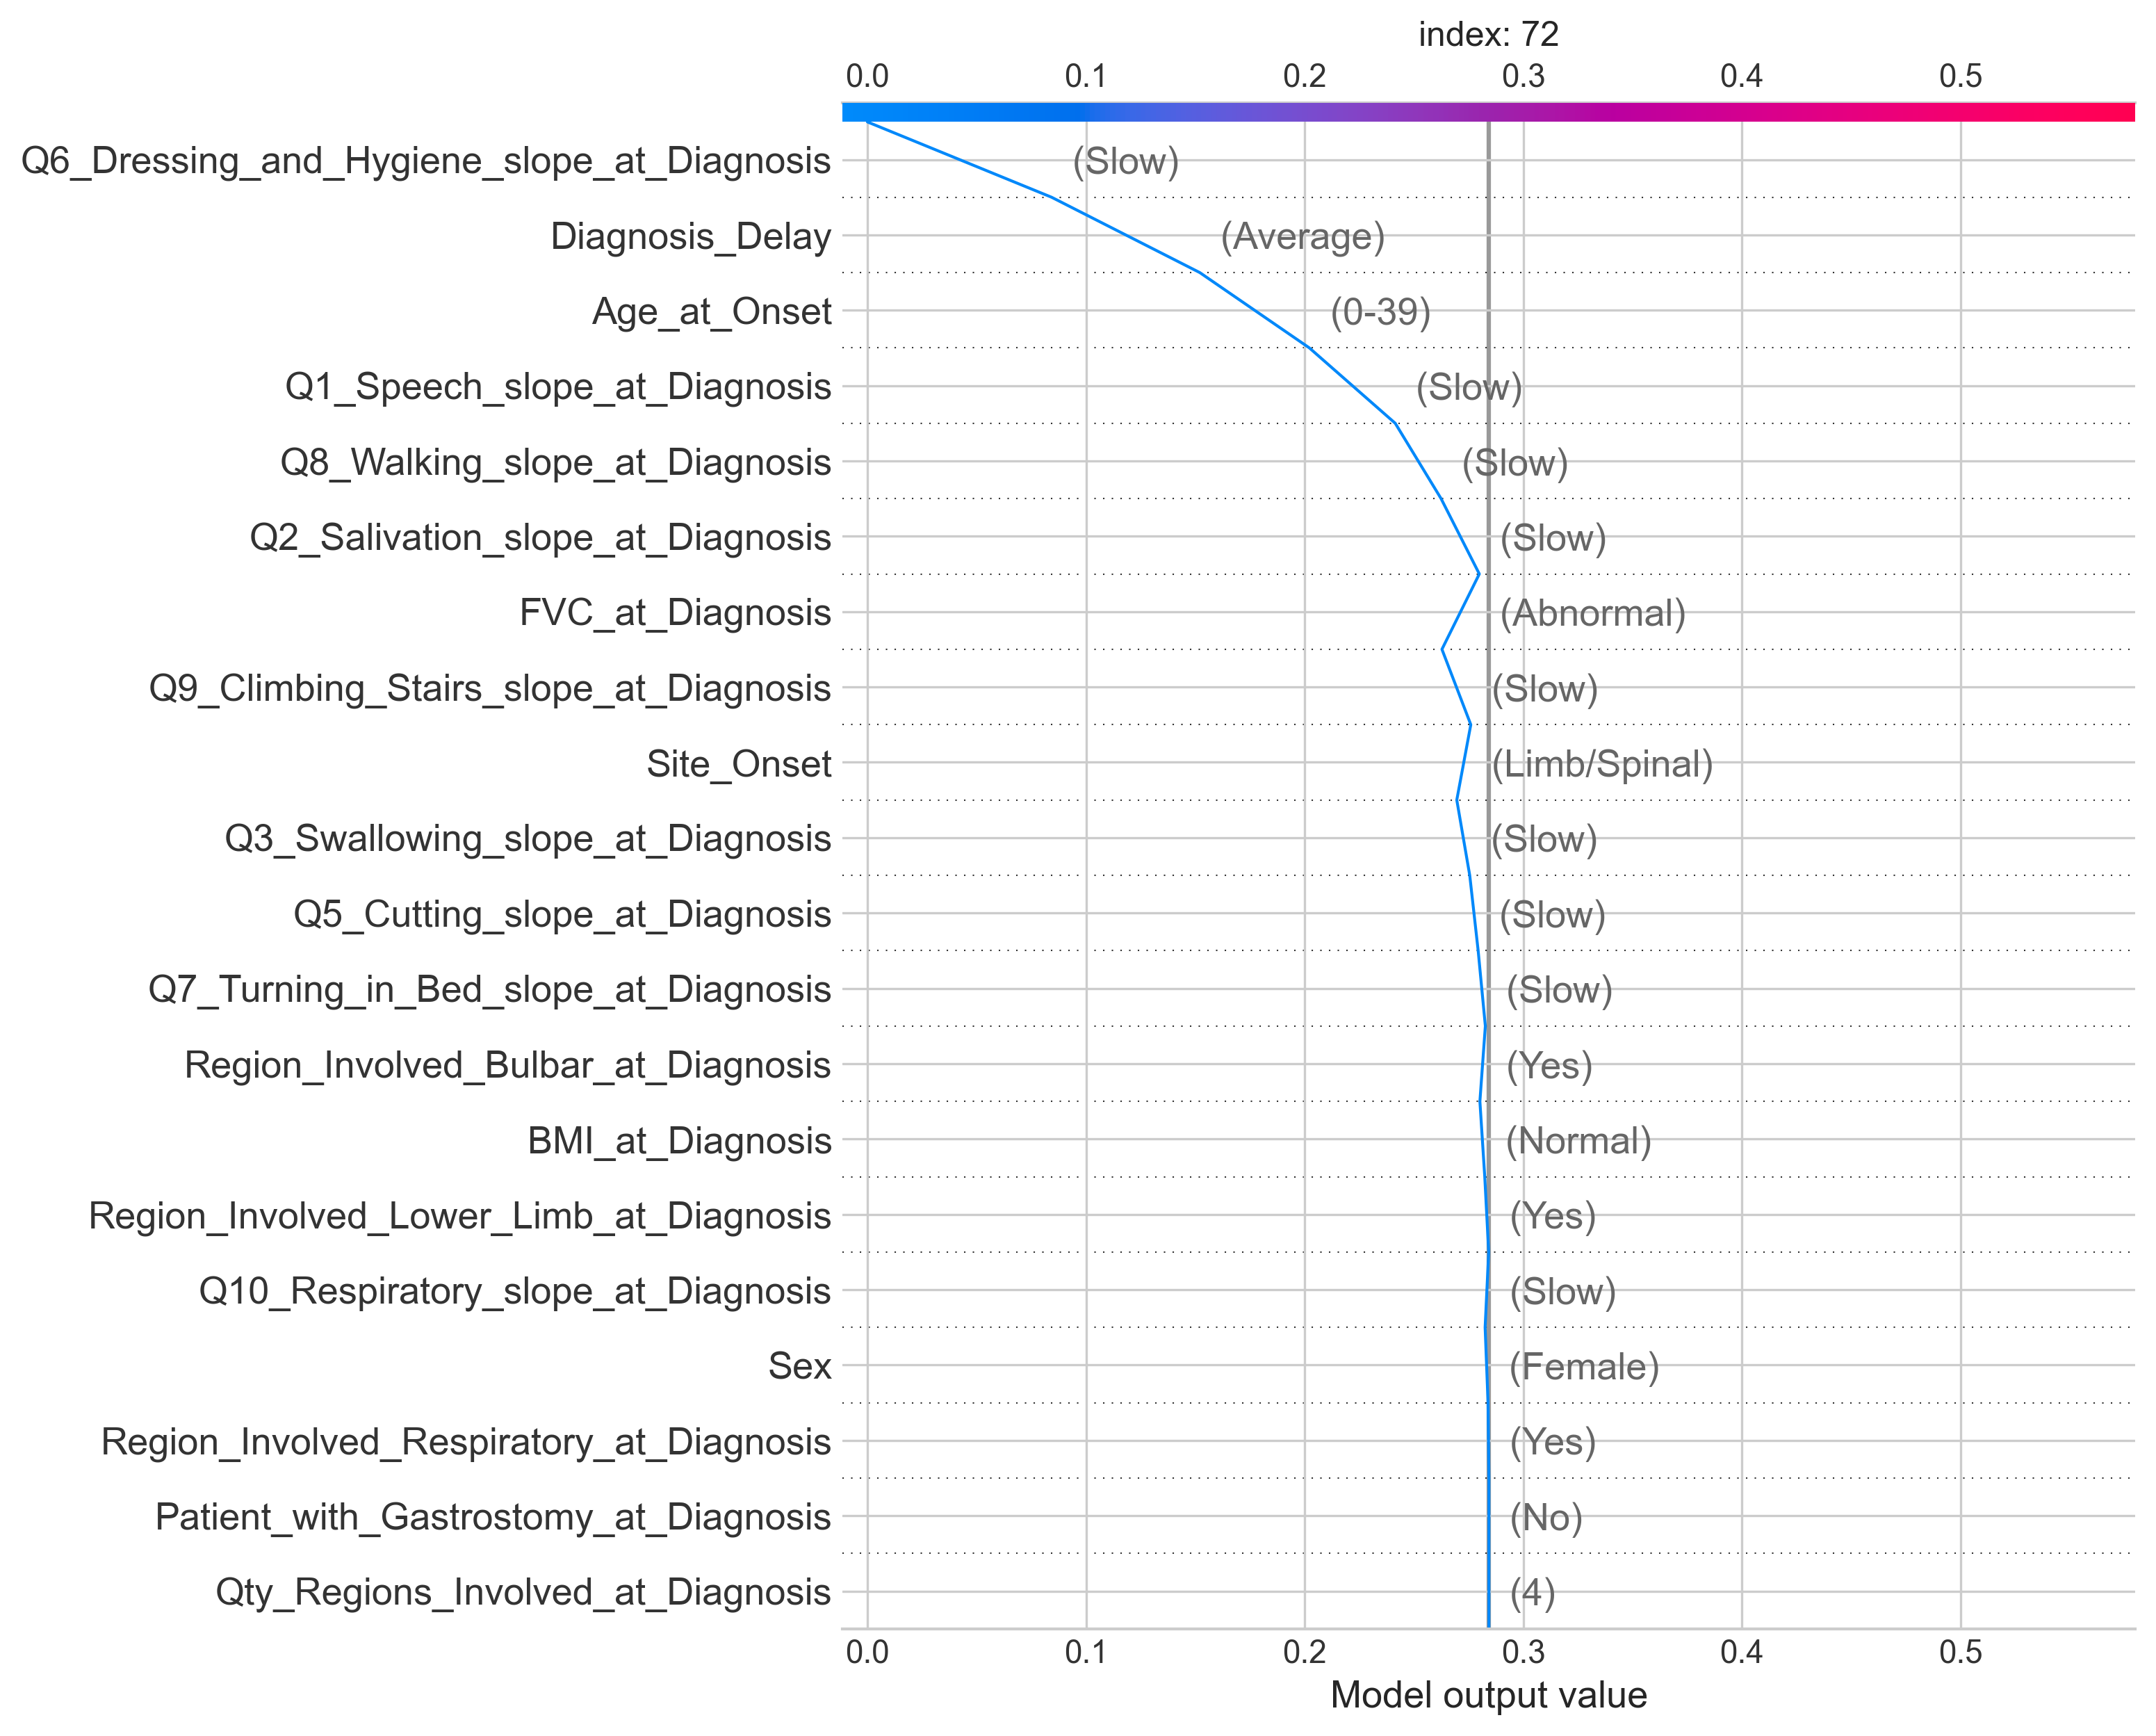 index: 72
0.0 0.1 0.2 0.3 0.4 0.5
Q6_Dressing_and_Hygiene_slope_at_Diagnosis (Slow)
Diagnosis_Delay (Average)
Age_at_Onset (0-39)
Q1_Speech_slope_at_Diagnosis (Slow)
Q8_Walking_slope_at_Diagnosis (Slow)
Q2_Salivation_slope_at_Diagnosis (Slow)
FVC_at_Diagnosis (Abnormal)
Q9_Climbing_Stairs_slope_at_Diagnosis (Slow)
Site_Onset (Limb/Spinal)
Q3_Swallowing_slope_at_Diagnosis (Slow)
Q5_Cutting_slope_at_Diagnosis (Slow)
Q7_Turning_in_Bed_slope_at_Diagnosis (Slow)
Region_Involved_Bulbar_at_Diagnosis (Yes)
BMI_at_Diagnosis (Normal)
Region_Involved_Lower_Limb_at_Diagnosis (Yes)
Q10_Respiratory_slope_at_Diagnosis (Slow)
Sex (Female)
Region_Involved_Respiratory_at_Diagnosis (Yes)
Patient_with_Gastrostomy_at_Diagnosis (No)
Qty_Regions_Involved_at_Diagnosis (4)
0.0 0.1 0.2 0.3 0.4 0.5
Model output value